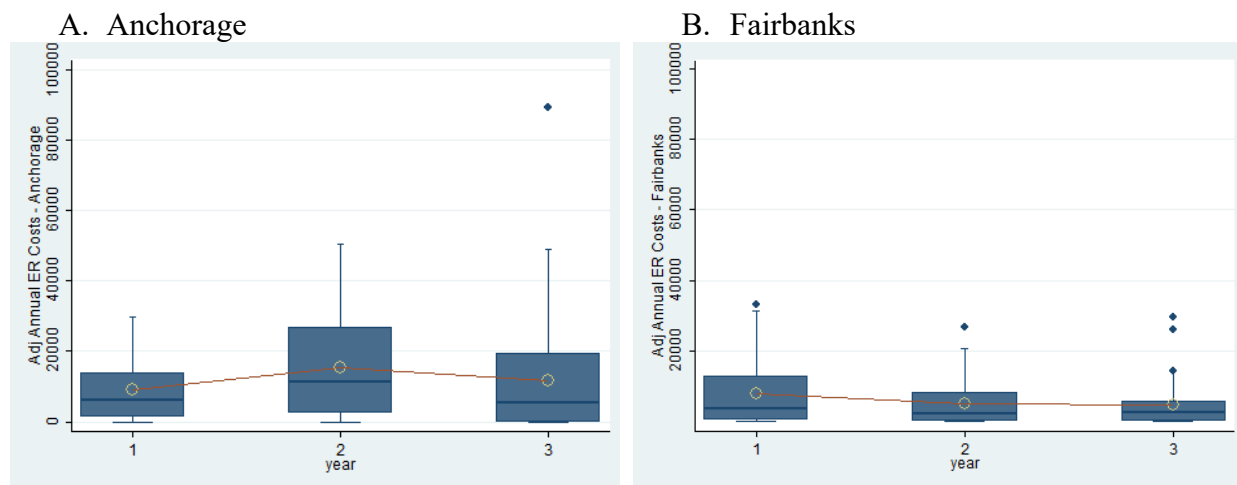 A. Anchorage
B. Fairbanks
Adj Annual ER Costs - Anchorage
100000
80000
60000
40000
20000
0
1
2
3
year
Adj Annual ER Costs - Fairbanks
100000
80000
60000
40000
20000
1
2
3
year